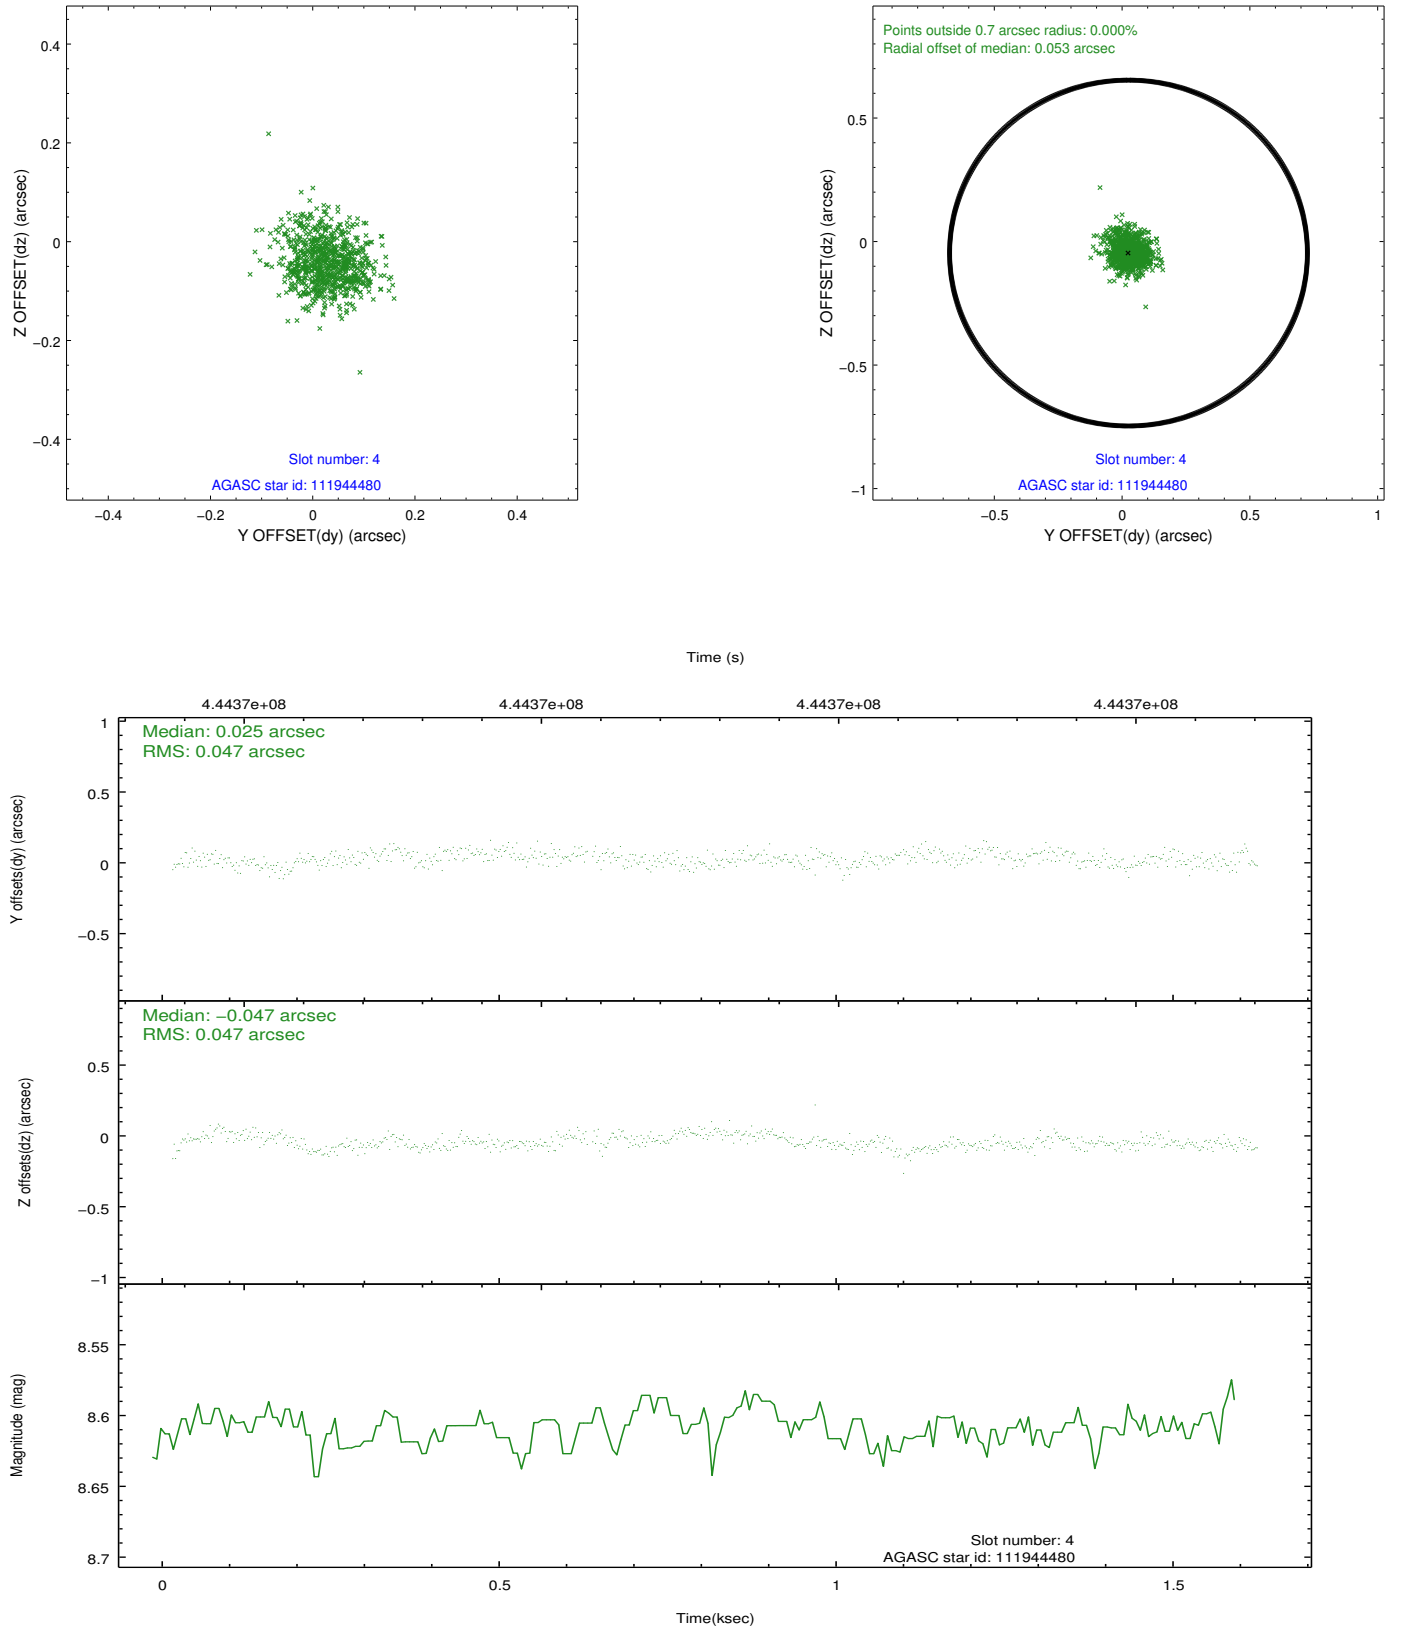 0.4
0.2
0
−0.2
−0.4
Z OFFSET(dz) (arcsec)
Slot number: 4
AGASC star id: 111944480
−0.4 −0.2 0 0.2 0.4
Y OFFSET(dy) (arcsec)
Points outside 0.7 arcsec radius: 0.000%
Radial offset of median: 0.053 arcsec
0.5
0
−0.5
−1
Z OFFSET(dz) (arcsec)
Slot number: 4
AGASC star id: 111944480
−0.5 0 0.5 1
Y OFFSET(dy) (arcsec)
Time (s)
4.4437e+08 4.4437e+08 4.4437e+08 4.4437e+08
Median: 0.025 arcsec
RMS: 0.047 arcsec
1
0.5
0
−0.5
Y offsets(dy) (arcsec)
Median: −0.047 arcsec
RMS: 0.047 arcsec
0.5
0
−0.5
−1
Z offsets(dz) (arcsec)
8.55
8.6
8.65
8.7
Magnitude (mag)
Slot number: 4
AGASC star id: 111944480
0 0.5 1 1.5
Time(ksec)